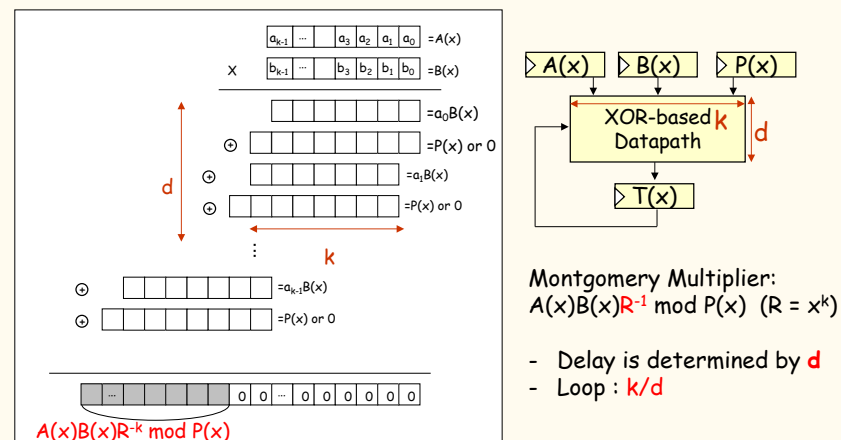 a_{k-1} ... a_3 a_2 a_1 a_0 =A(x)
X b_{k-1} ... b_3 b_2 b_1 b_0 =B(x)
=a_0B(x)
⊕ =P(x) or 0
⊕ =a_1B(x)
⊕ =P(x) or 0
d
k
⋮
⊕ =a_{k-1}B(x)
⊕ =P(x) or 0
... 0 0 ... 0 0 0 0 0 0
A(x)B(x)R^{-k} mod P(x)
A(x) B(x) P(x)
XOR-based k
Datapath
d
T(x)
Montgomery Multiplier:
A(x)B(x)R^{-1} mod P(x) (R = x^k)
- Delay is determined by d
- Loop : k/d